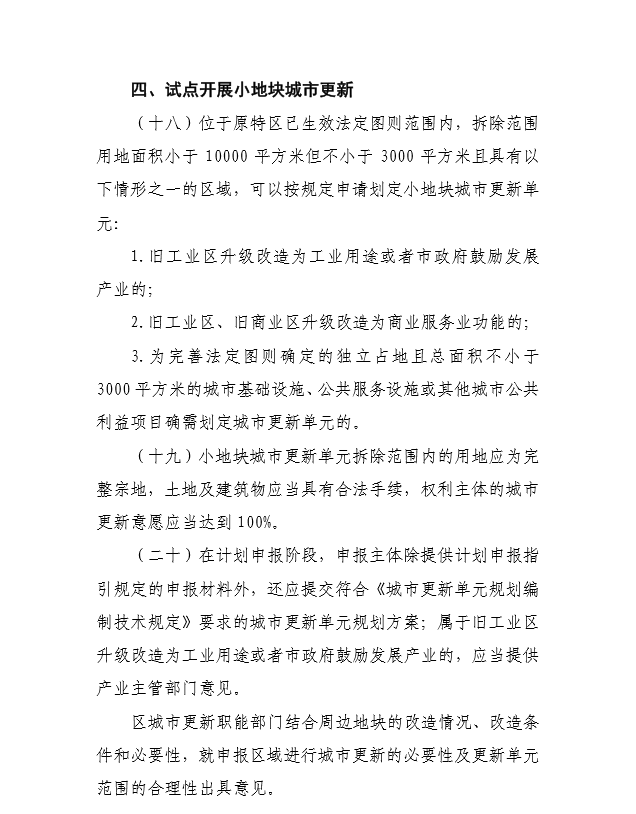 四、试点开展小地块城市更新
（十八）位于原特区已生效法定图则范围内，拆除范围
用地面积小于 10000 平方米但不小于 3000 平方米且具有以
下情形之一的区域，可以按规定申请划定小地块城市更新单
元：
1.旧工业区升级改造为工业用途或者市政府鼓励发展
产业的；
2.旧工业区、旧商业区升级改造为商业服务业功能的；
3.为完善法定图则确定的独立占地且总面积不小于
3000 平方米的城市基础设施、公共服务设施或其他城市公共
利益项目确需划定城市更新单元的。
（十九）小地块城市更新单元拆除范围内的用地应为完
整宗地，土地及建筑物应当具有合法手续，权利主体的城市
更新意愿应当达到 100%。
（二十）在计划申报阶段，申报主体除提供计划申报指
引规定的申报材料外，还应提交符合《城市更新单元规划编
制技术规定》要求的城市更新单元规划方案；属于旧工业区
升级改造为工业用途或者市政府鼓励发展产业的，应当提供
产业主管部门意见。
区城市更新职能部门结合周边地块的改造情况、改造条
件和必要性，就申报区域进行城市更新的必要性及更新单元
范围的合理性出具意见。